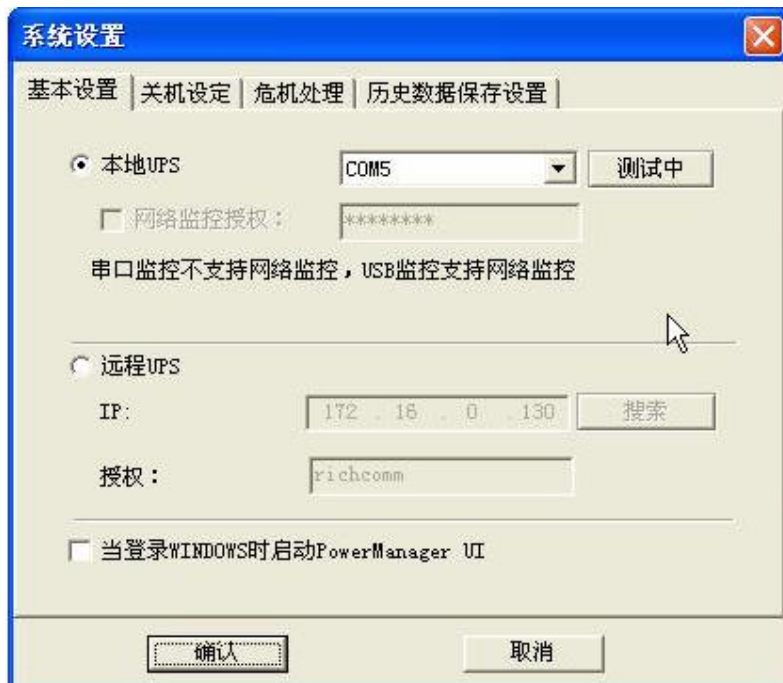 系统设置
基本设置 关机设定 危机处理 历史数据保存设置
本地UPS COM5 测试中
网络监控授权： ********
串口监控不支持网络监控，USB监控支持网络监控
远程UPS
IP: 172 . 16 . 0 . 130 搜索
授权： richcomm
当登录WINDOWS时启动PowerManager UI
确认 取消